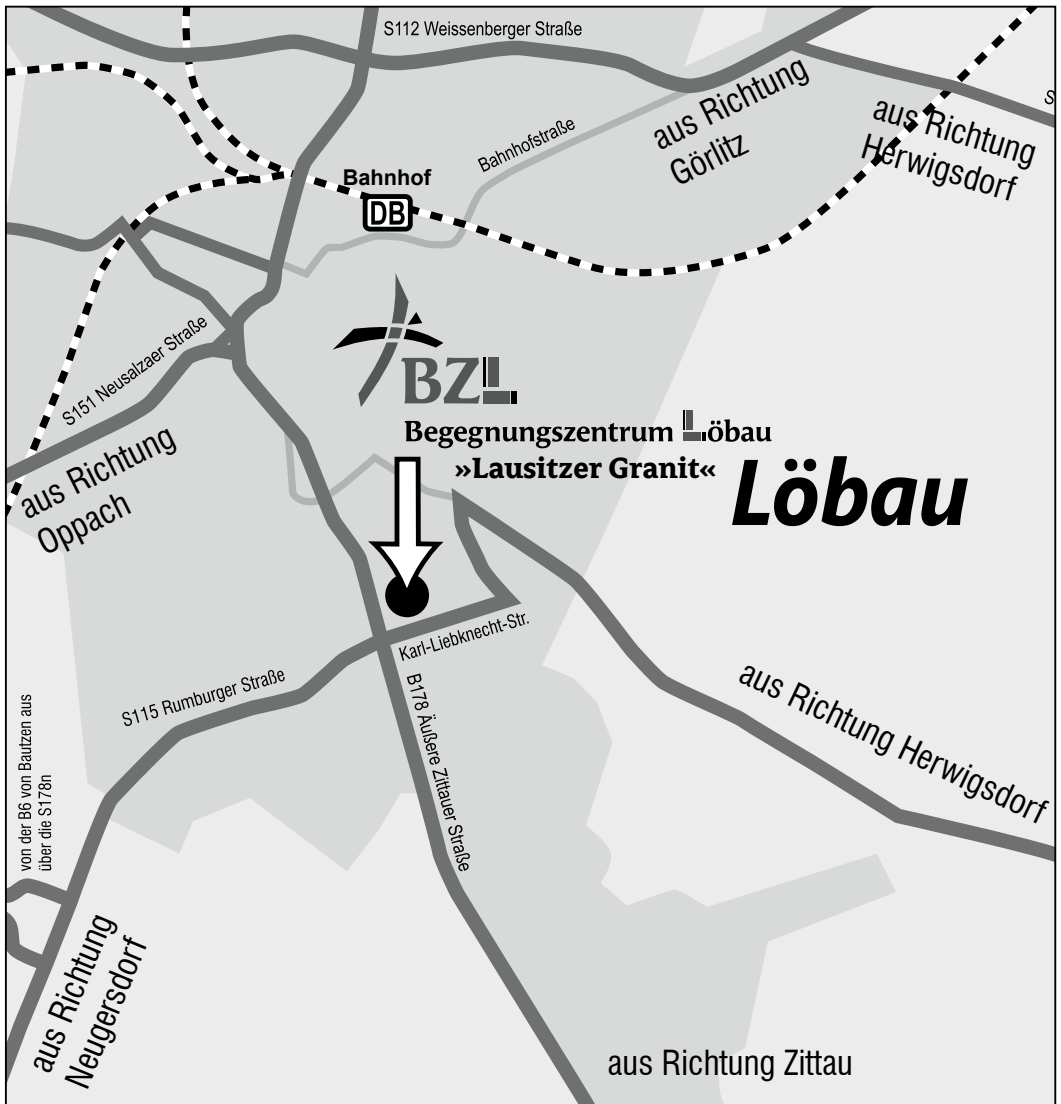 S112 Weissenberger Straße
aus Richtung
Görlitz
aus Richtung
Herwigsdorf
S
Bahnhofstraße
Bahnhof
DB
S151 Neusalzaer Straße
BZL
Begegnungszentrum Löbau
»Lausitzer Granit«
Löbau
aus Richtung
Oppach
Karl-Liebknecht-Str.
S115 Rumburger Straße
B178 Äußere Zittauer Straße
aus Richtung Herwigsdorf
von der B6 von Bautzen aus
über die S178n
aus Richtung
Neugersdorf
aus Richtung Zittau